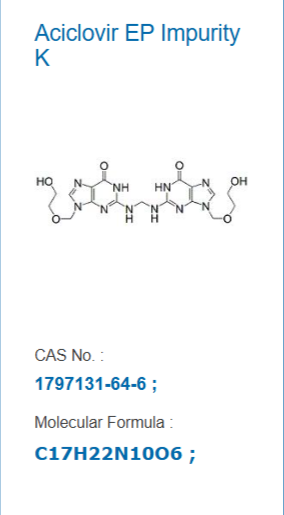 Aciclovir EP Impurity
K
O O
HO N NH HN N OH
N N N N N N
O H H O
CAS No. :
1797131-64-6 ;
Molecular Formula :
C17H22N10O6 ;